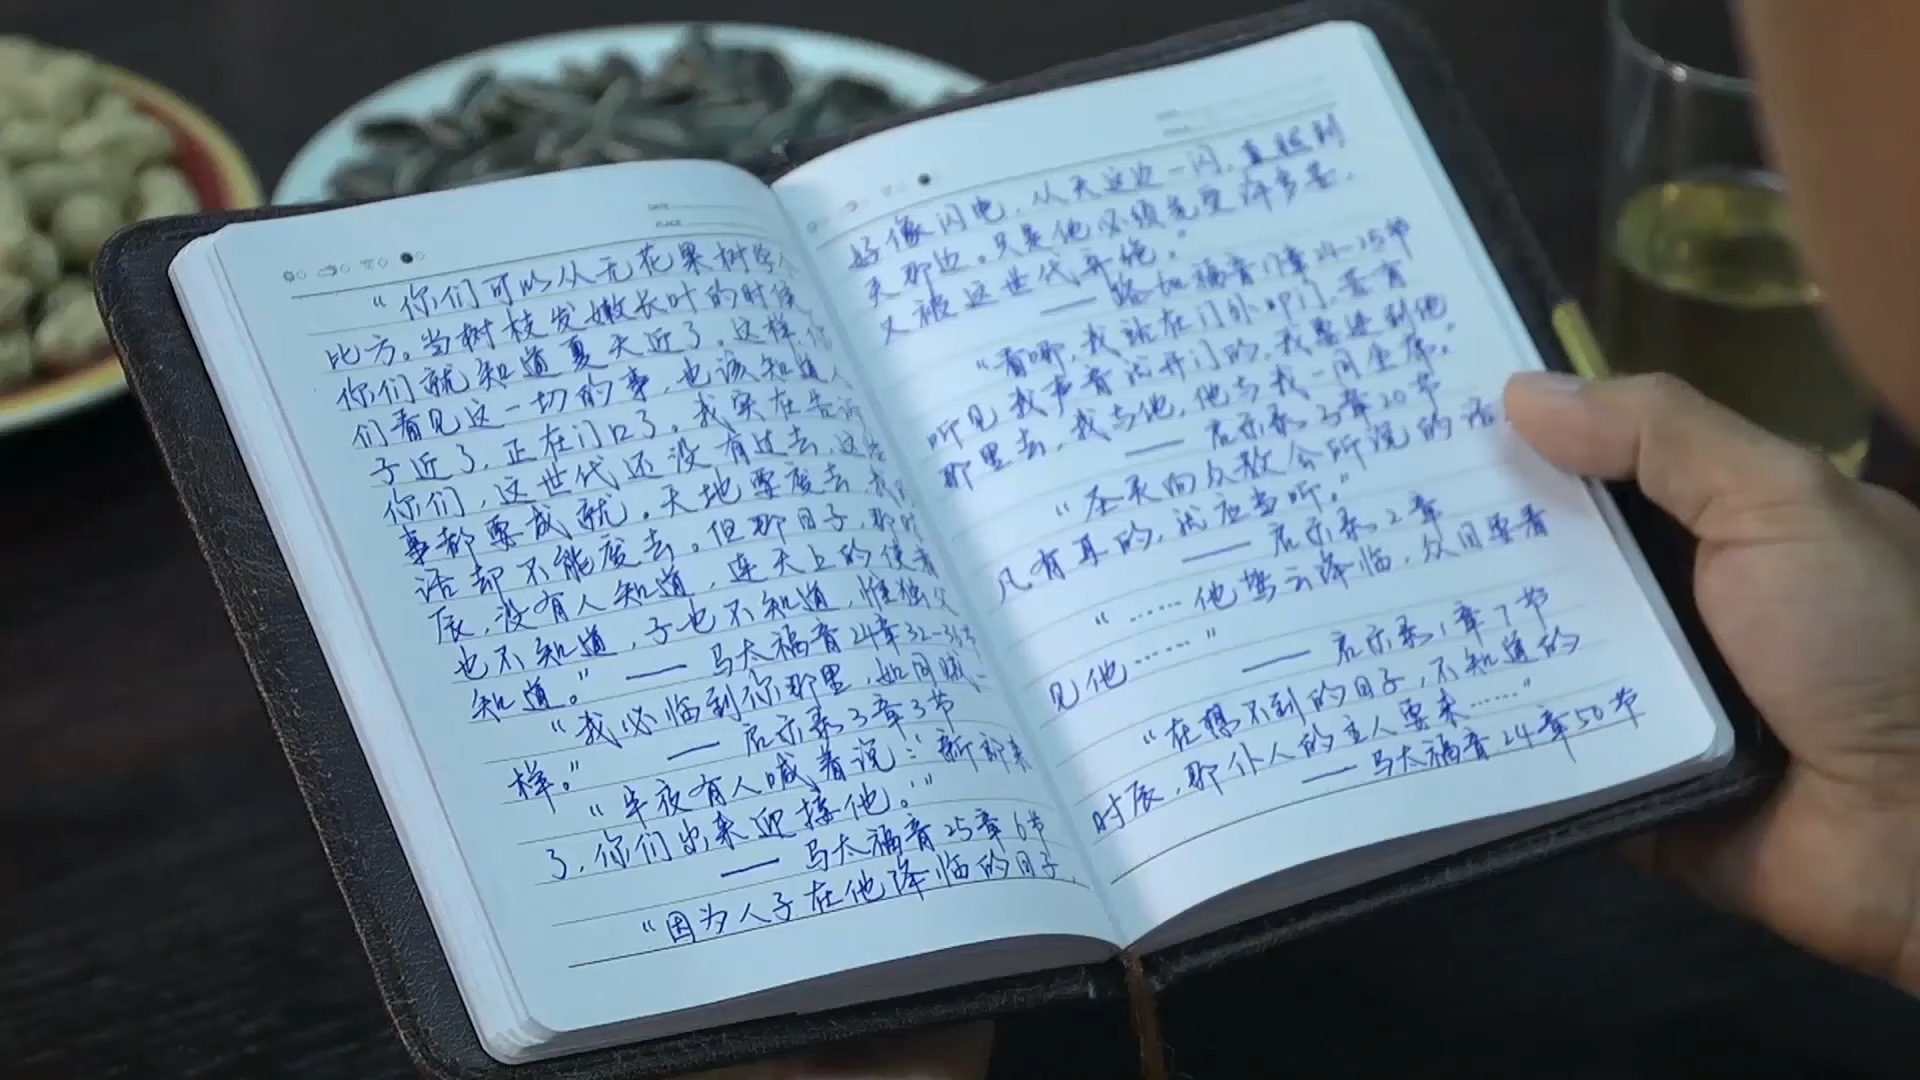 DATE
PLACE
“你们可以从无花果树学个
比方。当树枝发嫩长叶的时候
你们就知道夏天近了。这样，你
们看见这一切的事，也该知道人
子近了，正在门口了。我实在告诉
你们，这世代还没有过去，这些
事都要成就。天地要废去，我的
话却不能废去。但那日子，那时
辰，没有人知道，连天上的使者
也不知道，子也不知道，惟独父
知道。” —— 马太福音24章32-36节
“我必临到你那里，如同贼一
样。” —— 启示录3章3节
“半夜有人喊着说：‘新郎来
了，你们出来迎接他。’”
—— 马太福音25章6节
“因为人子在他降临的日子，
好像闪电，从天这边一闪，直照到
天那边。只是他必须先受许多苦，
又被这世代弃绝。”
—— 路加福音17章24-25节
“看哪，我站在门外叩门，若有
听见我声音就开门的，我要进到他
那里去，我与他，他与我一同坐席。”
—— 启示录3章20节
“圣灵向众教会所说的话，
凡有耳的，就应当听。”
—— 启示录2章
“……他驾云降临，众目要看
见他……”
—— 启示录1章7节
“在想不到的日子，不知道的
时辰，那仆人的主人要来……”
—— 马太福音24章50节